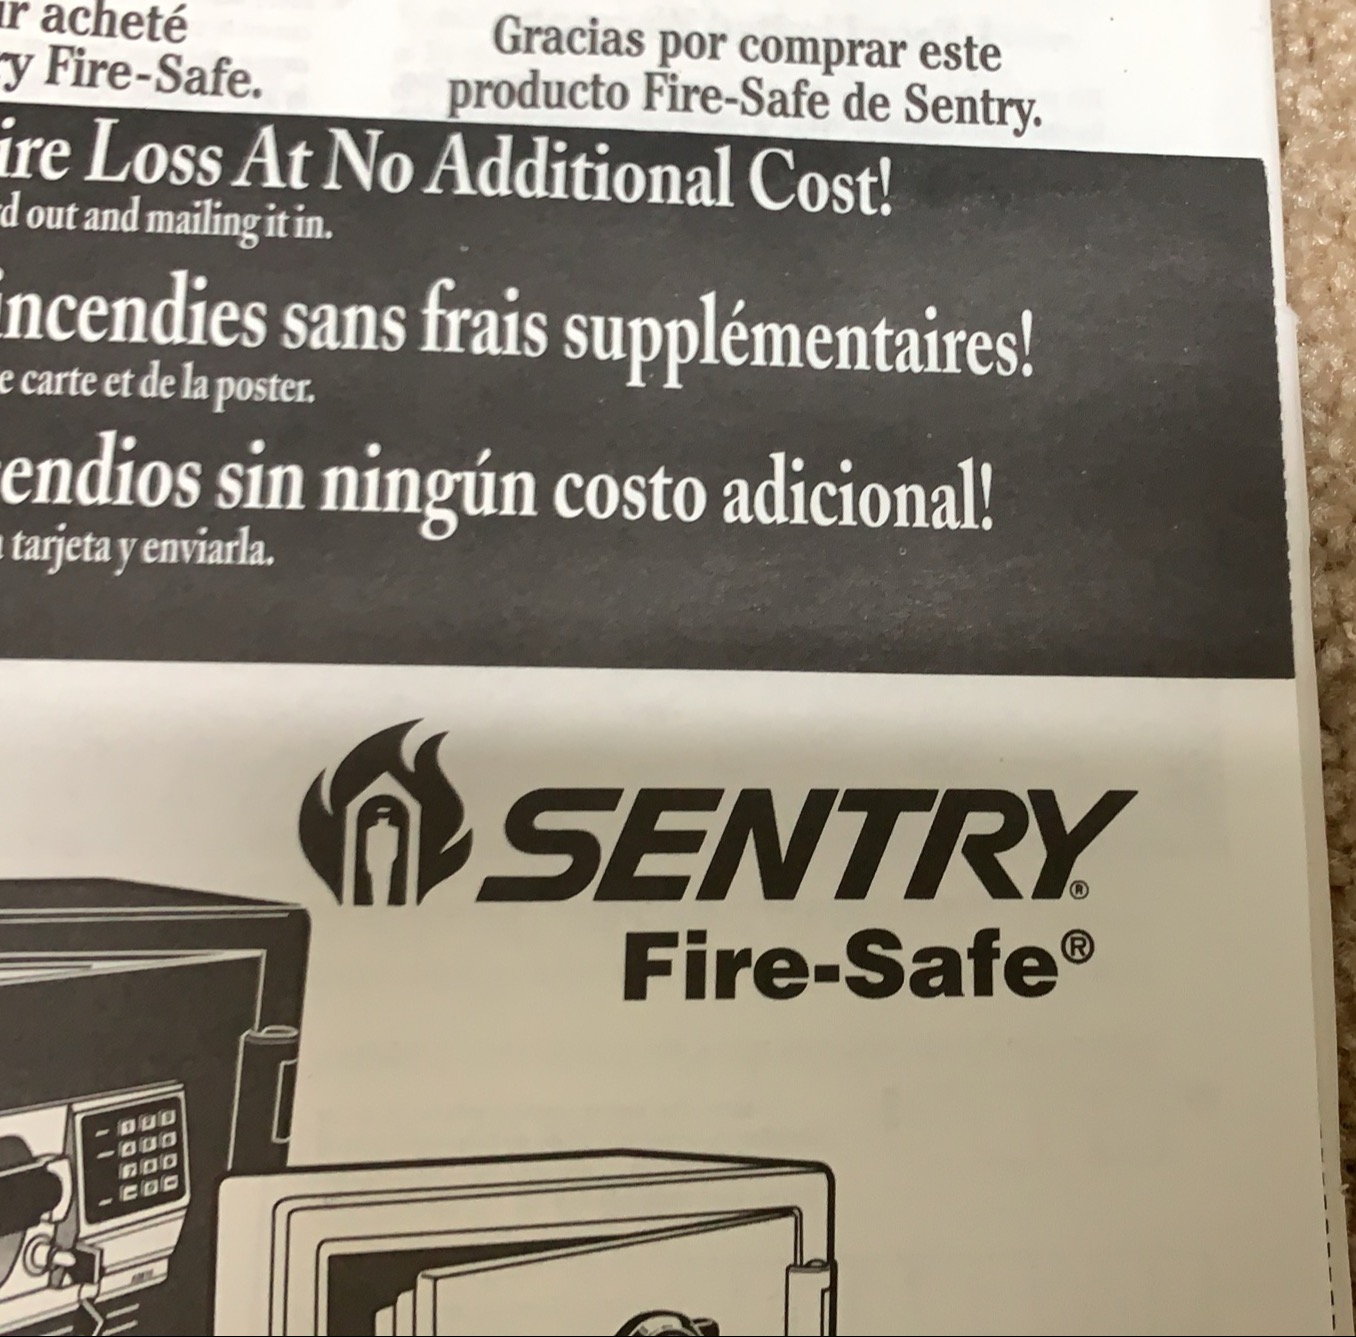 r acheté
y Fire-Safe.
Gracias por comprar este
producto Fire-Safe de Sentry.
ire Loss At No Additional Cost!
d out and mailing it in.
incendies sans frais supplémentaires!
e carte et de la poster.
endios sin ningún costo adicional!
tarjeta y enviarla.
SENTRY®
Fire-Safe®